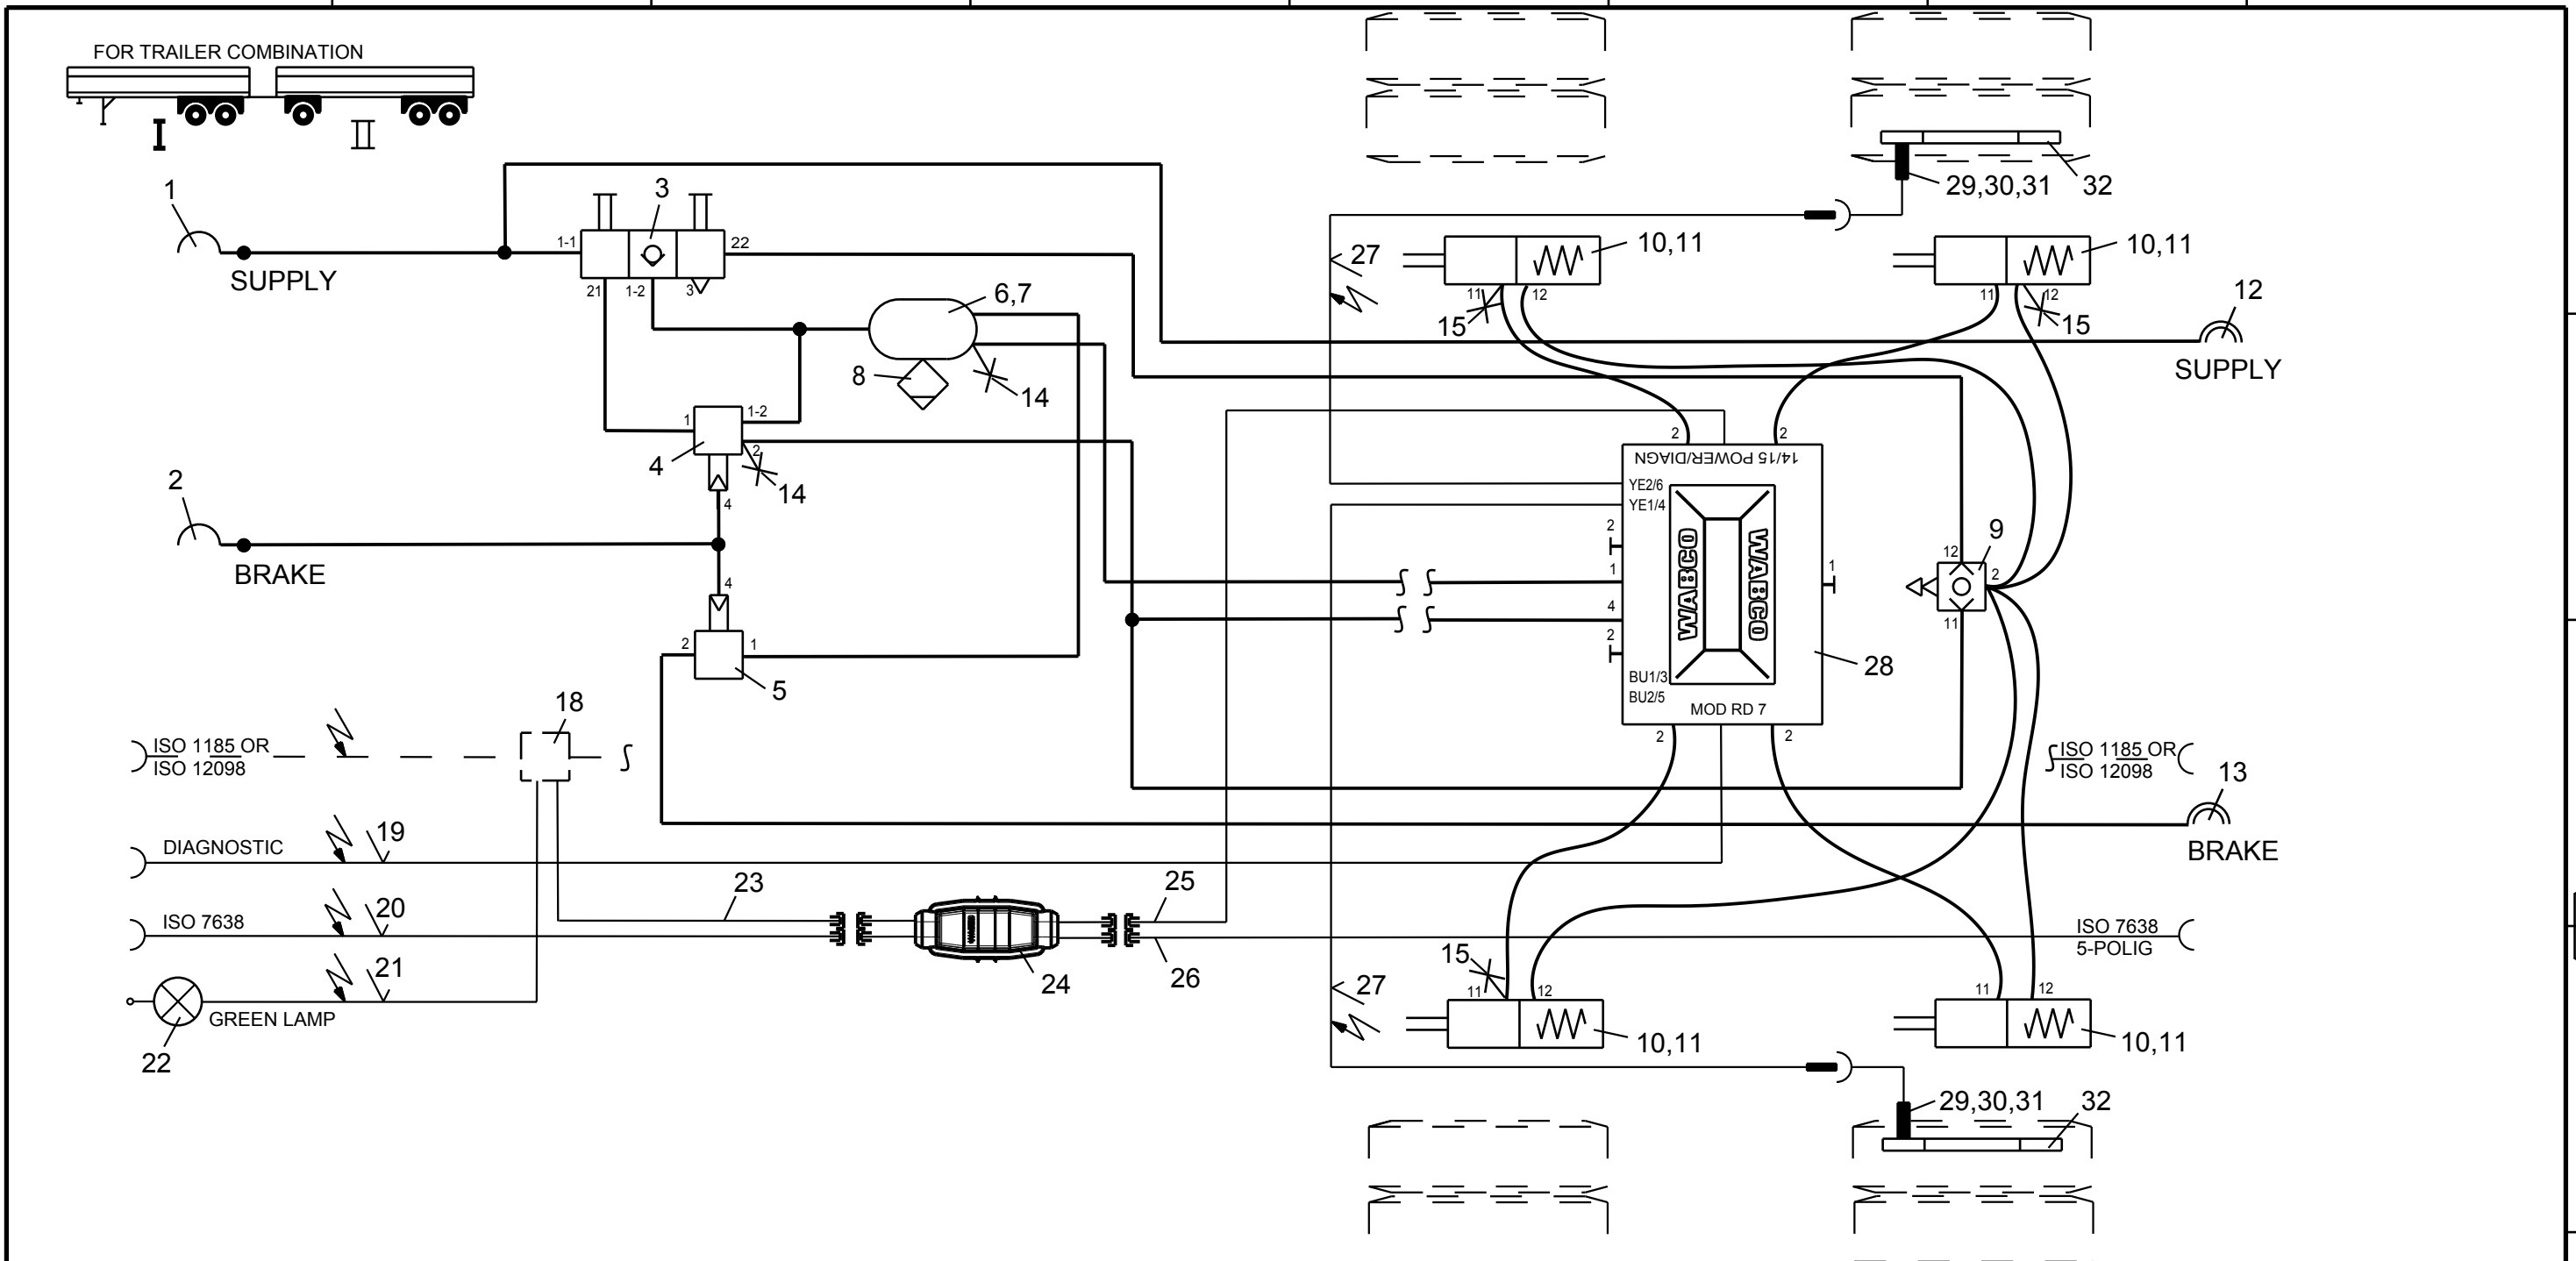 FOR TRAILER COMBINATION
I
II
1
SUPPLY
3
1-1
22
21
1-2
3
6,7
8
14
1
1-2
4
2
14
4
2
BRAKE
4
2
1
5
29,30,31
32
27
10,11
10,11
11
12
15
11
12
15
12
SUPPLY
2
2
14/15 POWER/DIAGN
YE2/6
YE1/4
2
1
4
2
BU1/3
BU2/5
MOD RD 7
WABCO
WABCO
1
28
2
2
9
12
2
11
18
ISO 1185 OR
ISO 12098
ISO 1185 OR
ISO 12098
13
BRAKE
DIAGNOSTIC
19
ISO 7638
20
23
25
24
26
ISO 7638
5-POLIG
21
GREEN LAMP
22
15
11
12
27
10,11
11
12
10,11
29,30,31
32